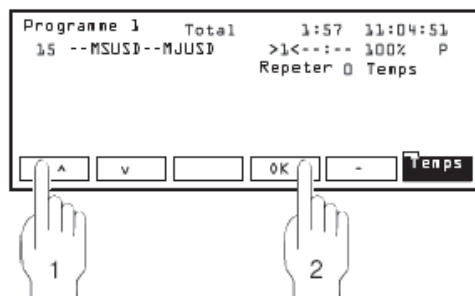 Programme 1 Total 1:57 11:04:51
15 --MSUSD--MJUSD >1<--:-- 100% P
Repeter 0 Temps
^ v OK - Temps
1 2